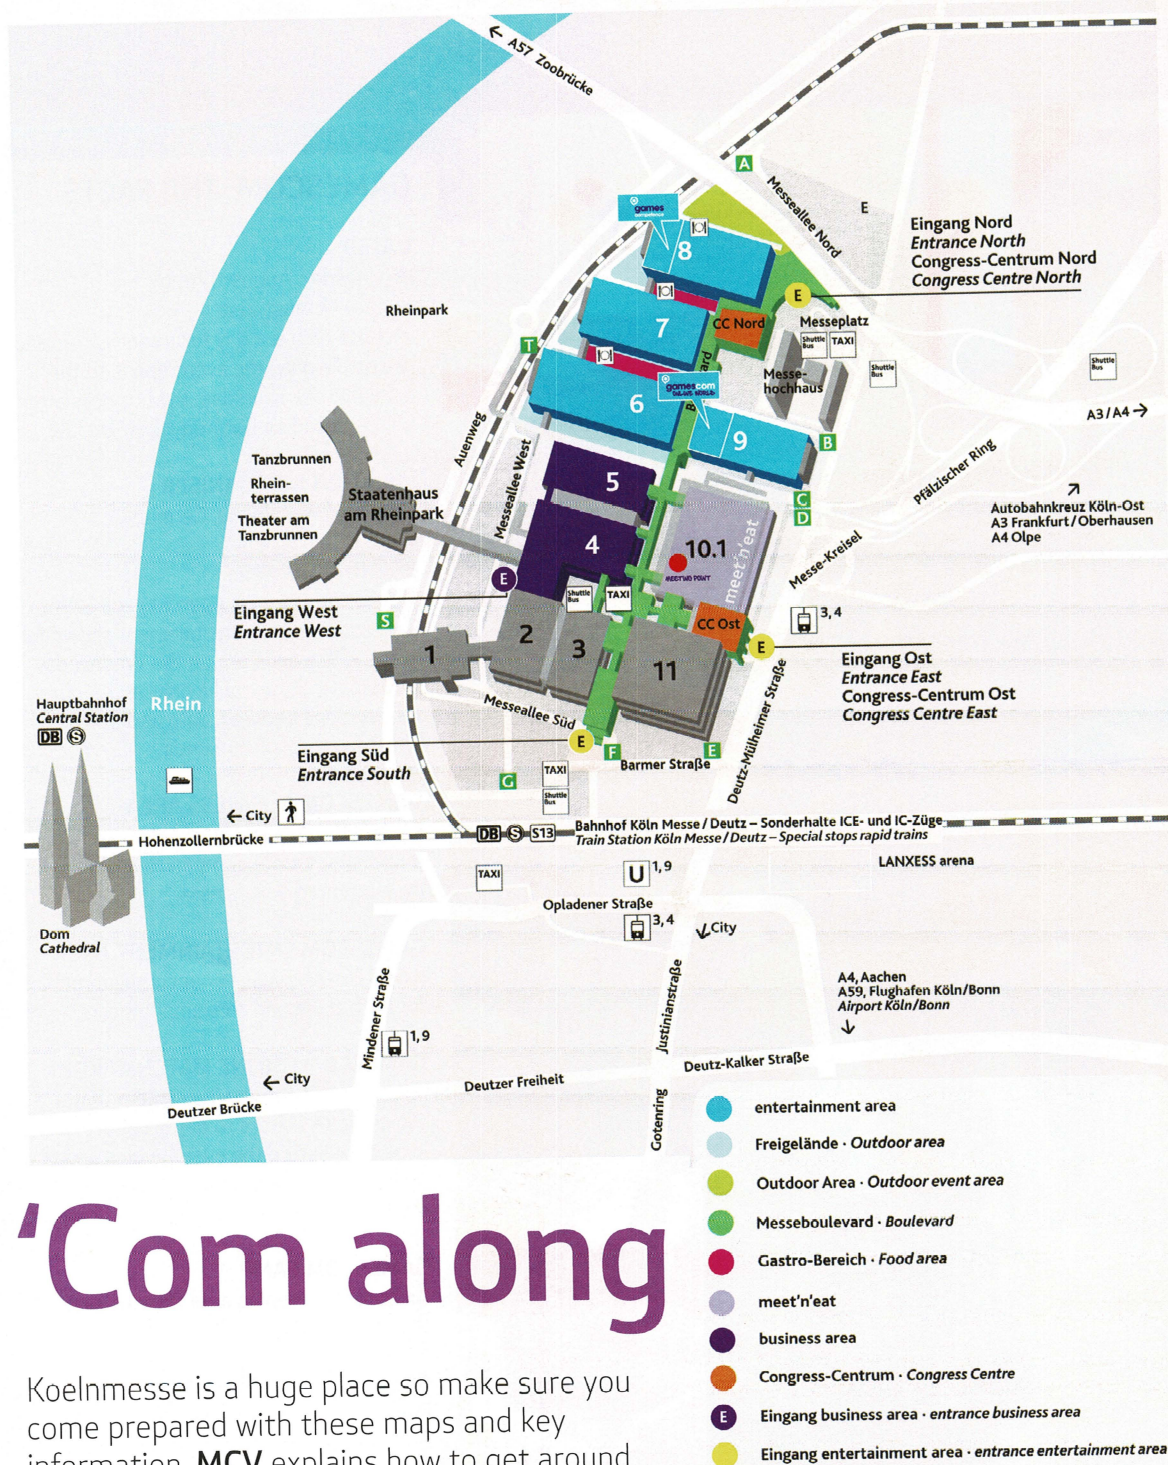 ← A57 Zoobrücke
A
Messeallee Nord
E
Eingang Nord
Entrance North
Congress-Centrum Nord
Congress Centre North
games
competence
8
E
Rheinpark
7
CC Nord
Messeplatz
Shuttle Bus
TAXI
T
Shuttle
Bus
Shuttle
Bus
Messe-
hochhaus
gamescom
6
9
B
A3/A4 →
Auenweg
Messeallee West
Pfälzischer Ring
Tanzbrunnen
Rhein-
terrassen
Theater am
Tanzbrunnen
Staatenhaus
am Rheinpark
5
C
D
Autobahnkreuz Köln-Ost
A3 Frankfurt/Oberhausen
A4 Olpe
4
10.1
MEETING POINT
meet'n'eat
Messe-Kreisel
E
Shuttle
Bus
TAXI
Eingang West
Entrance West
S
3, 4
CC Ost
E
1
2
3
11
Eingang Ost
Entrance East
Congress-Centrum Ost
Congress Centre East
Hauptbahnhof
Central Station
DB S
Rhein
Messeallee Süd
Deutz-Mülheimer Straße
Eingang Süd
Entrance South
E
F
E
Barmer Straße
G
TAXI
Shuttle
Bus
← City
Hohenzollernbrücke
DB S S13
Bahnhof Köln Messe/Deutz – Sonderhalte ICE- und IC-Züge
Train Station Köln Messe/Deutz – Special stops rapid trains
LANXESS arena
TAXI
U 1, 9
Opladener Straße
3, 4
City
Dom
Cathedral
Mindener Straße
1, 9
Justinianstraße
A4, Aachen
A59, Flughafen Köln/Bonn
Airport Köln/Bonn
← City
Deutzer Freiheit
Deutz-Kalker Straße
Deutzer Brücke
Gotenring
entertainment area
Freigelände · Outdoor area
Outdoor Area · Outdoor event area
Messeboulevard · Boulevard
Gastro-Bereich · Food area
meet'n'eat
business area
Congress-Centrum · Congress Centre
E Eingang business area · entrance business area
Eingang entertainment area · entrance entertainment area
'Com along
Koelnmesse is a huge place so make sure you
come prepared with these maps and key
information. MCV explains how to get around